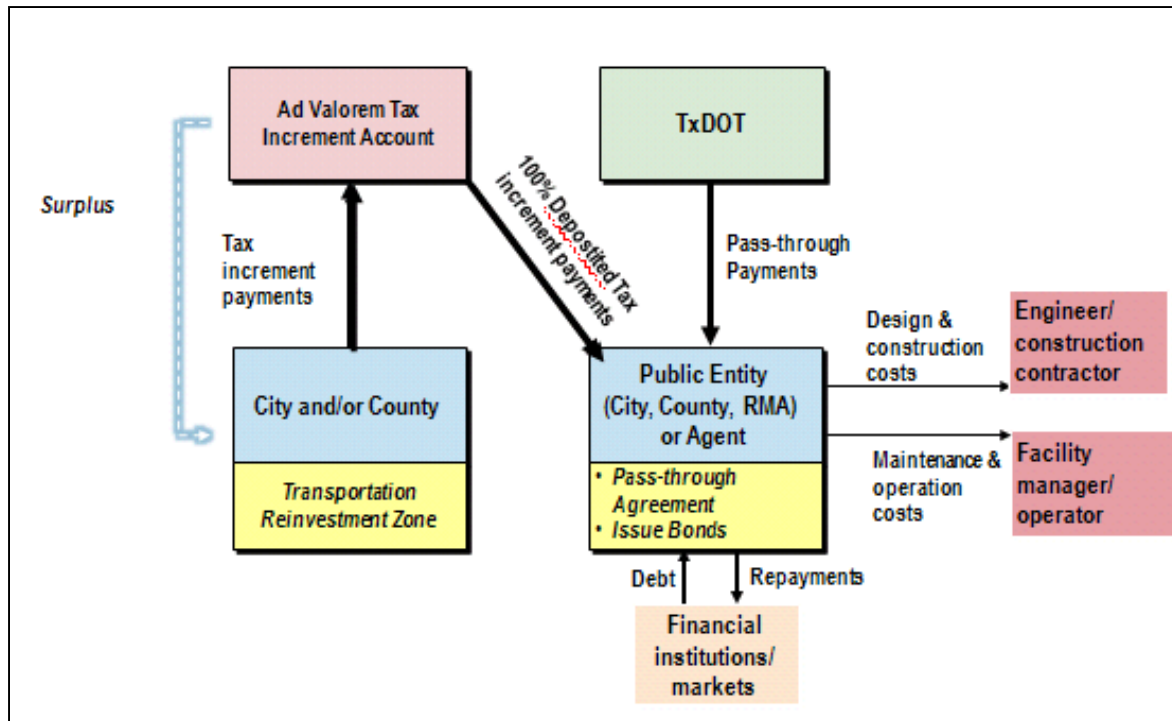 Ad Valorem Tax
Increment Account
TxDOT
Surplus
Tax
increment
payments
100% Depostited Tax
increment payments
Pass-through
Payments
City and/or County
Transportation
Reinvestment Zone
Public Entity
(City, County, RMA)
or Agent
• Pass-through
Agreement
• Issue Bonds
Design &
construction
costs
Engineer/
construction
contractor
Maintenance &
operation
costs
Facility
manager/
operator
Debt
Repayments
Financial
institutions/
markets